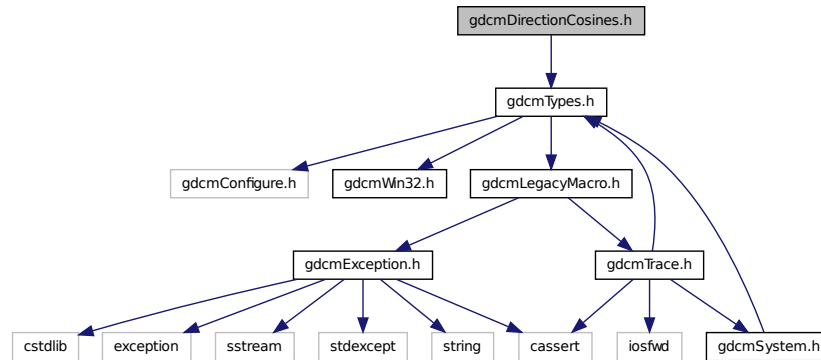 gdcmDirectionCosines.h
gdcmTypes.h
gdcmConfigure.h
gdcmWin32.h
gdcmLegacyMacro.h
gdcmException.h
gdcmTrace.h
cstdlib
exception
sstream
stdexcept
string
cassert
iosfwd
gdcmSystem.h